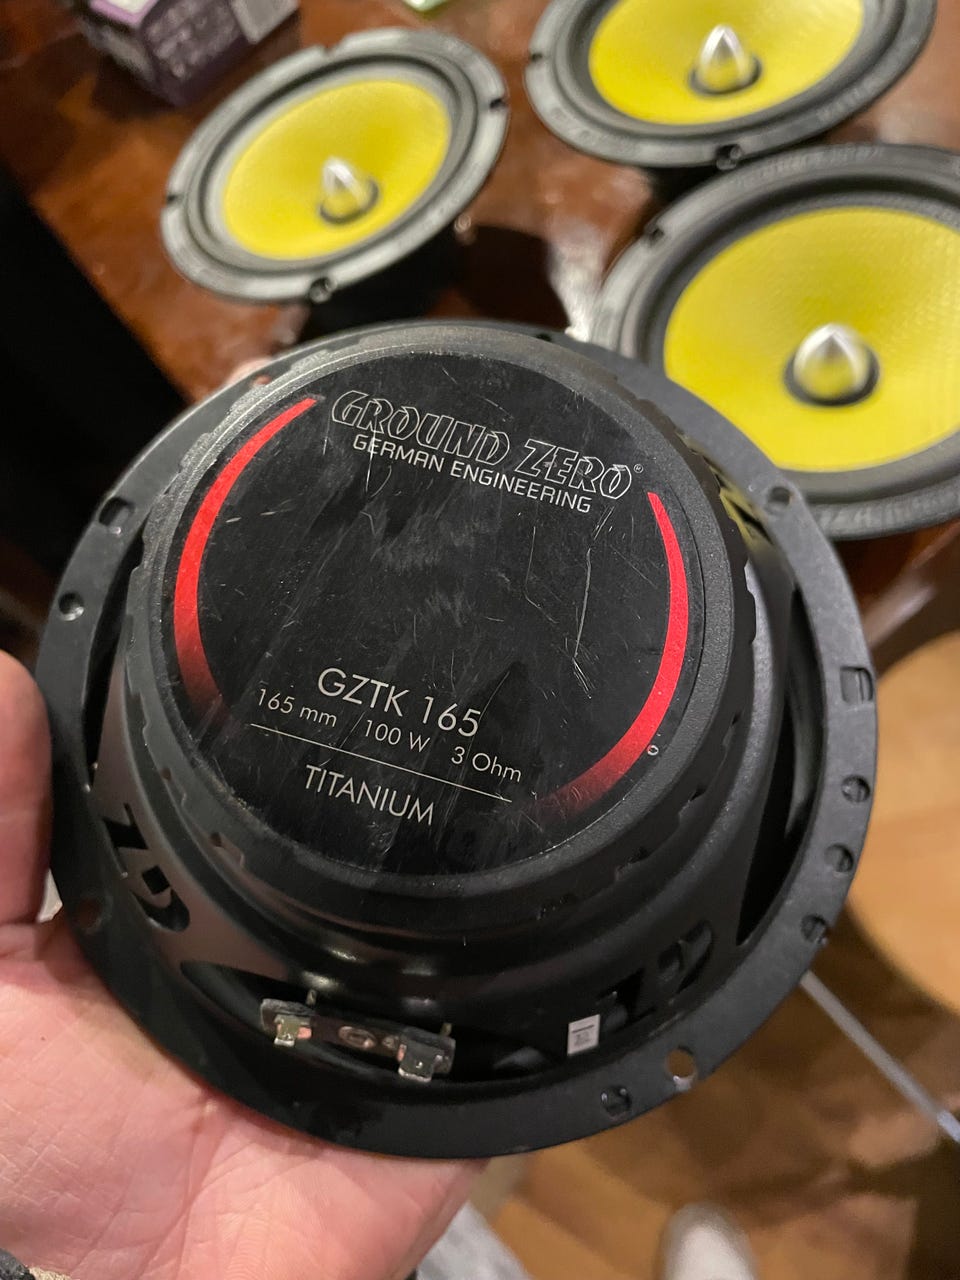 GROUND ZERO®
GERMAN ENGINEERING
GZTK 165
165 mm 100 W 3 Ohm
TITANIUM